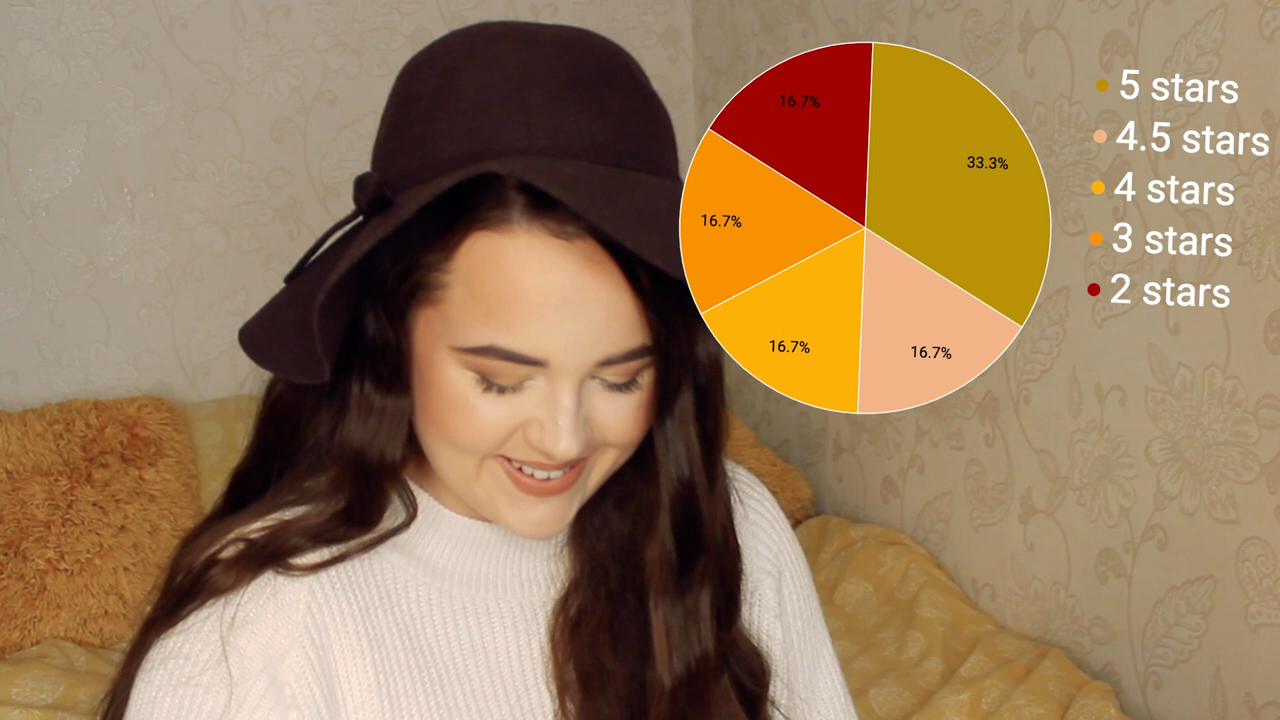 16.7%
33.3%
16.7%
16.7%
16.7%
5 stars
4.5 stars
4 stars
3 stars
2 stars